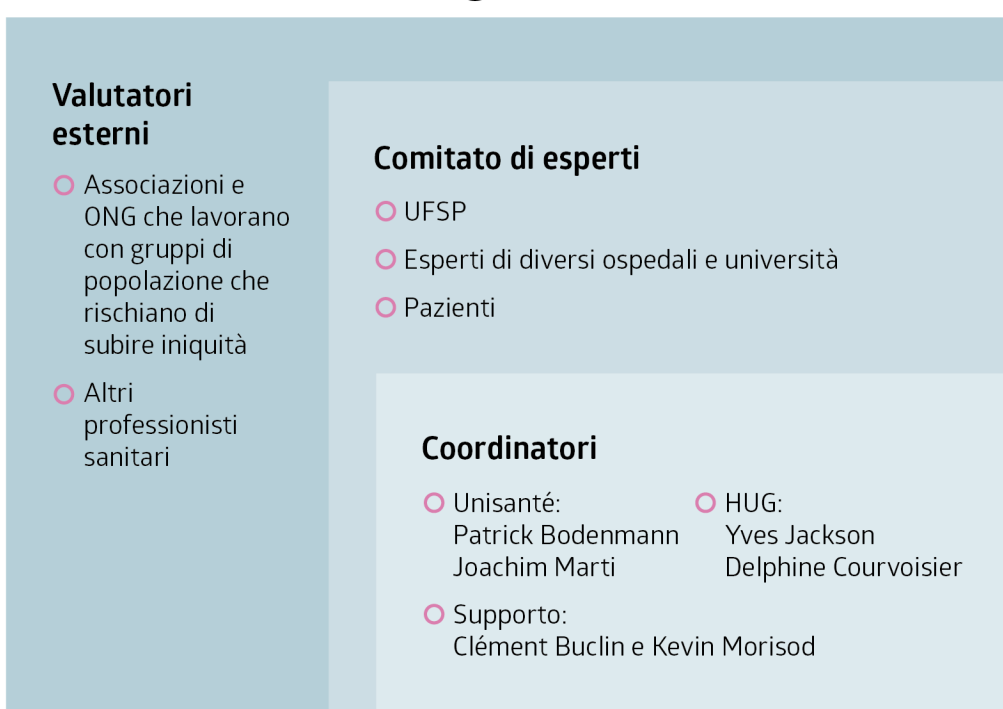 Valutatori
esterni
Associazioni e
ONG che lavorano
con gruppi di
popolazione che
rischiano di
subire iniquità
Altri
professionisti
sanitari
Comitato di esperti
UFSP
Esperti di diversi ospedali e università
Pazienti
Coordinatori
Unisanté:
Patrick Bodenmann
Joachim Marti
HUG:
Yves Jackson
Delphine Courvoisier
Supporto:
Clément Buclin e Kevin Morisod